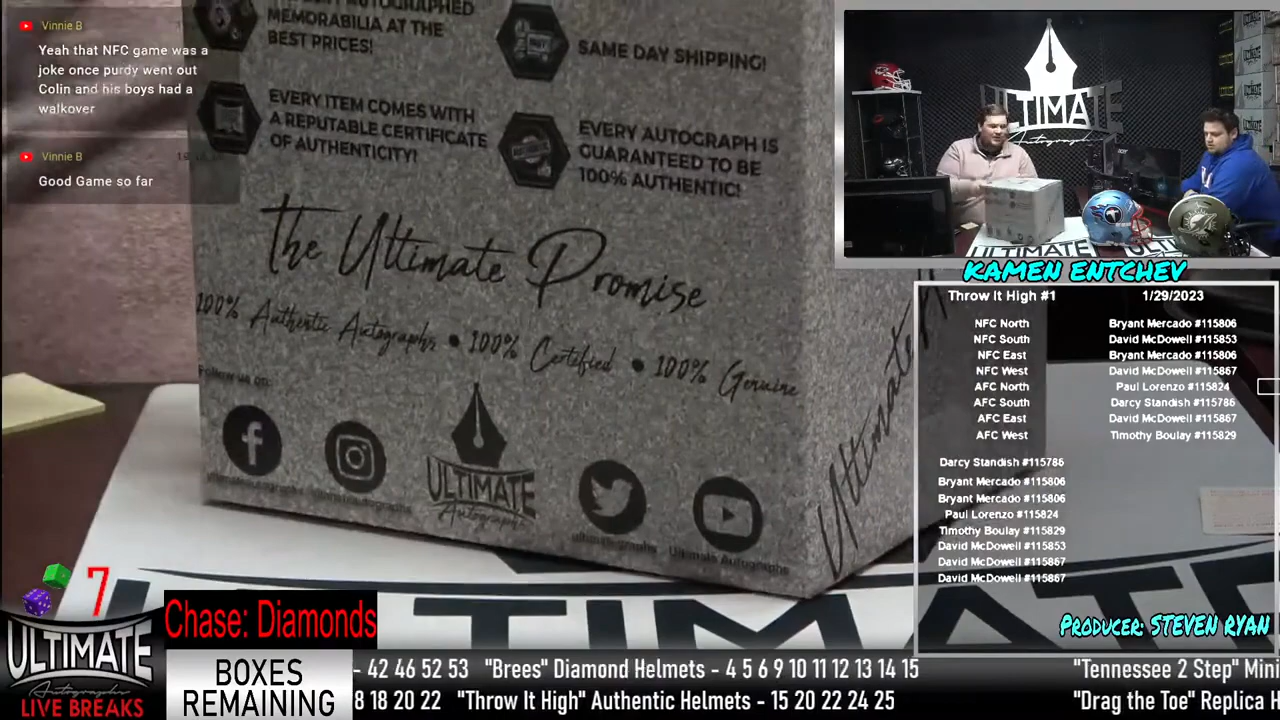 Vinnie B
Yeah that NFC game was a
joke once purdy went out
Colin and his boys had a
walkover
Vinnie B
Good Game so far
MEMORABILIA AT THE
BEST PRICES!
SAME DAY SHIPPING!
EVERY ITEM COMES WITH
A REPUTABLE CERTIFICATE
OF AUTHENTICITY!
EVERY AUTOGRAPH IS
GUARANTEED TO BE
100% AUTHENTIC!
The Ultimate Promise
100% Authentic Autographs • 100% Certified • 100% Genuine
Follow us on:
ULTIMATE
Autographs
Ultimate Autographs
Ultimate
KAMEN ENTCHEV
Throw It High #1 1/29/2023
NFC North Bryant Mercado #115806
NFC South David McDowell #115853
NFC East Bryant Mercado #115806
NFC West David McDowell #115867
AFC North Paul Lorenzo #115824
AFC South Darcy Standish #115786
AFC East David McDowell #115867
AFC West Timothy Boulay #115829
Darcy Standish #115786
Bryant Mercado #115806
Bryant Mercado #115806
Paul Lorenzo #115824
Timothy Boulay #115829
David McDowell #115853
David McDowell #115867
David McDowell #115867
PRODUCER: STEVEN RYAN
7
ULTIMATE
Autographs
LIVE BREAKS
Chase: Diamonds
BOXES
REMAINING
- 42 46 52 53 "Brees" Diamond Helmets - 4 5 6 9 10 11 12 13 14 15 "Tennessee 2 Step" Mini
8 18 20 22 "Throw It High" Authentic Helmets - 15 20 22 24 25 "Drag the Toe" Replica H